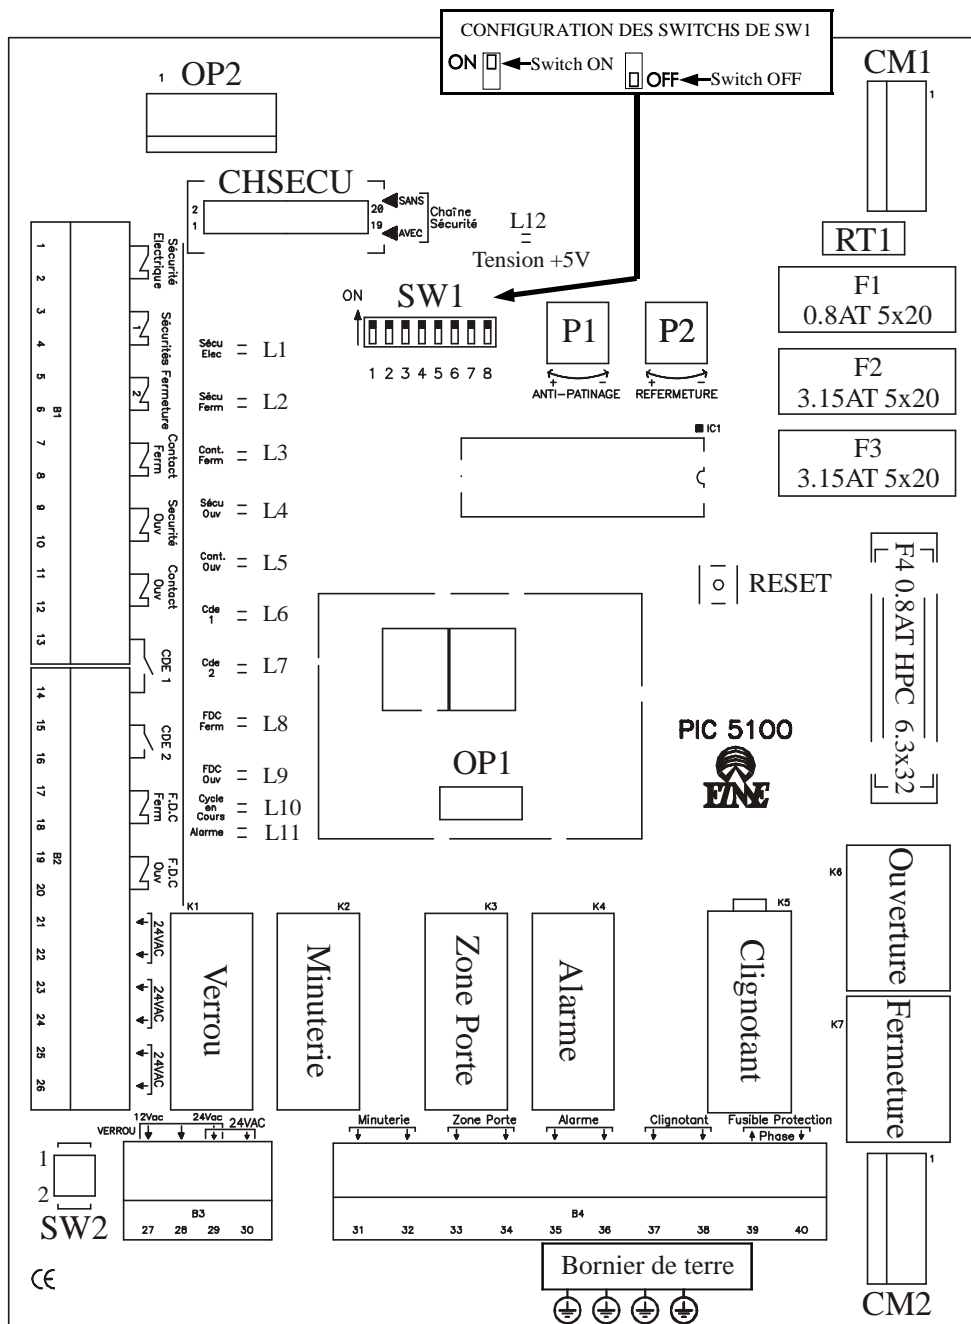 CONFIGURATION DES SWITCHS DE SW1
ON Switch ON OFF Switch OFF
1 OP2
CM1
1
CHSECU
2 20 SANS
1 19 AVEC
Chaîne
Sécurité
L12
Tension +5V
RT1
F1
0.8AT 5x20
F2
3.15AT 5x20
F3
3.15AT 5x20
ON SW1
1 2 3 4 5 6 7 8
P1
+ -
ANTI-PATINAGE
P2
+ -
REFERMETURE
IC1
RESET
F4 0.8AT HPC 6.3x32
B1
1
2
3
4
5
6
7
8
9
10
11
12
13
Sécurité
Electrique
Sécurités Fermeture
1
2
Contact
Ferm
Securité
Ouv
Contact
Ouv
CDE 1
B2
14
15
16
17
18
19
20
21
22
23
24
25
26
CDE 2
F.D.C
Ferm
F.D.C
Ouv
24VAC
24VAC
24VAC
Sécu
Elec L1
Sécu
Ferm L2
Cont.
Ferm L3
Sécu
Ouv L4
Cont.
Ouv L5
Cde
1 L6
Cde
2 L7
FDC
Ferm L8
FDC
Ouv L9
Cycle
en
Cours L10
Alarme L11
OP1
PIC 5100
FINE
K1
Verrou
K2
Minuterie
K3
Zone Porte
K4
Alarme
K5
Clignotant
K6
Ouverture
K7
Fermeture
VERROU 12Vac 24Vac 24VAC
B3
27 28 29 30
Minuterie Zone Porte Alarme Clignotant Fusible Protection
Phase
B4
31 32 33 34 35 36 37 38 39 40
1
2
SW2
Bornier de terre
1
CM2
CE